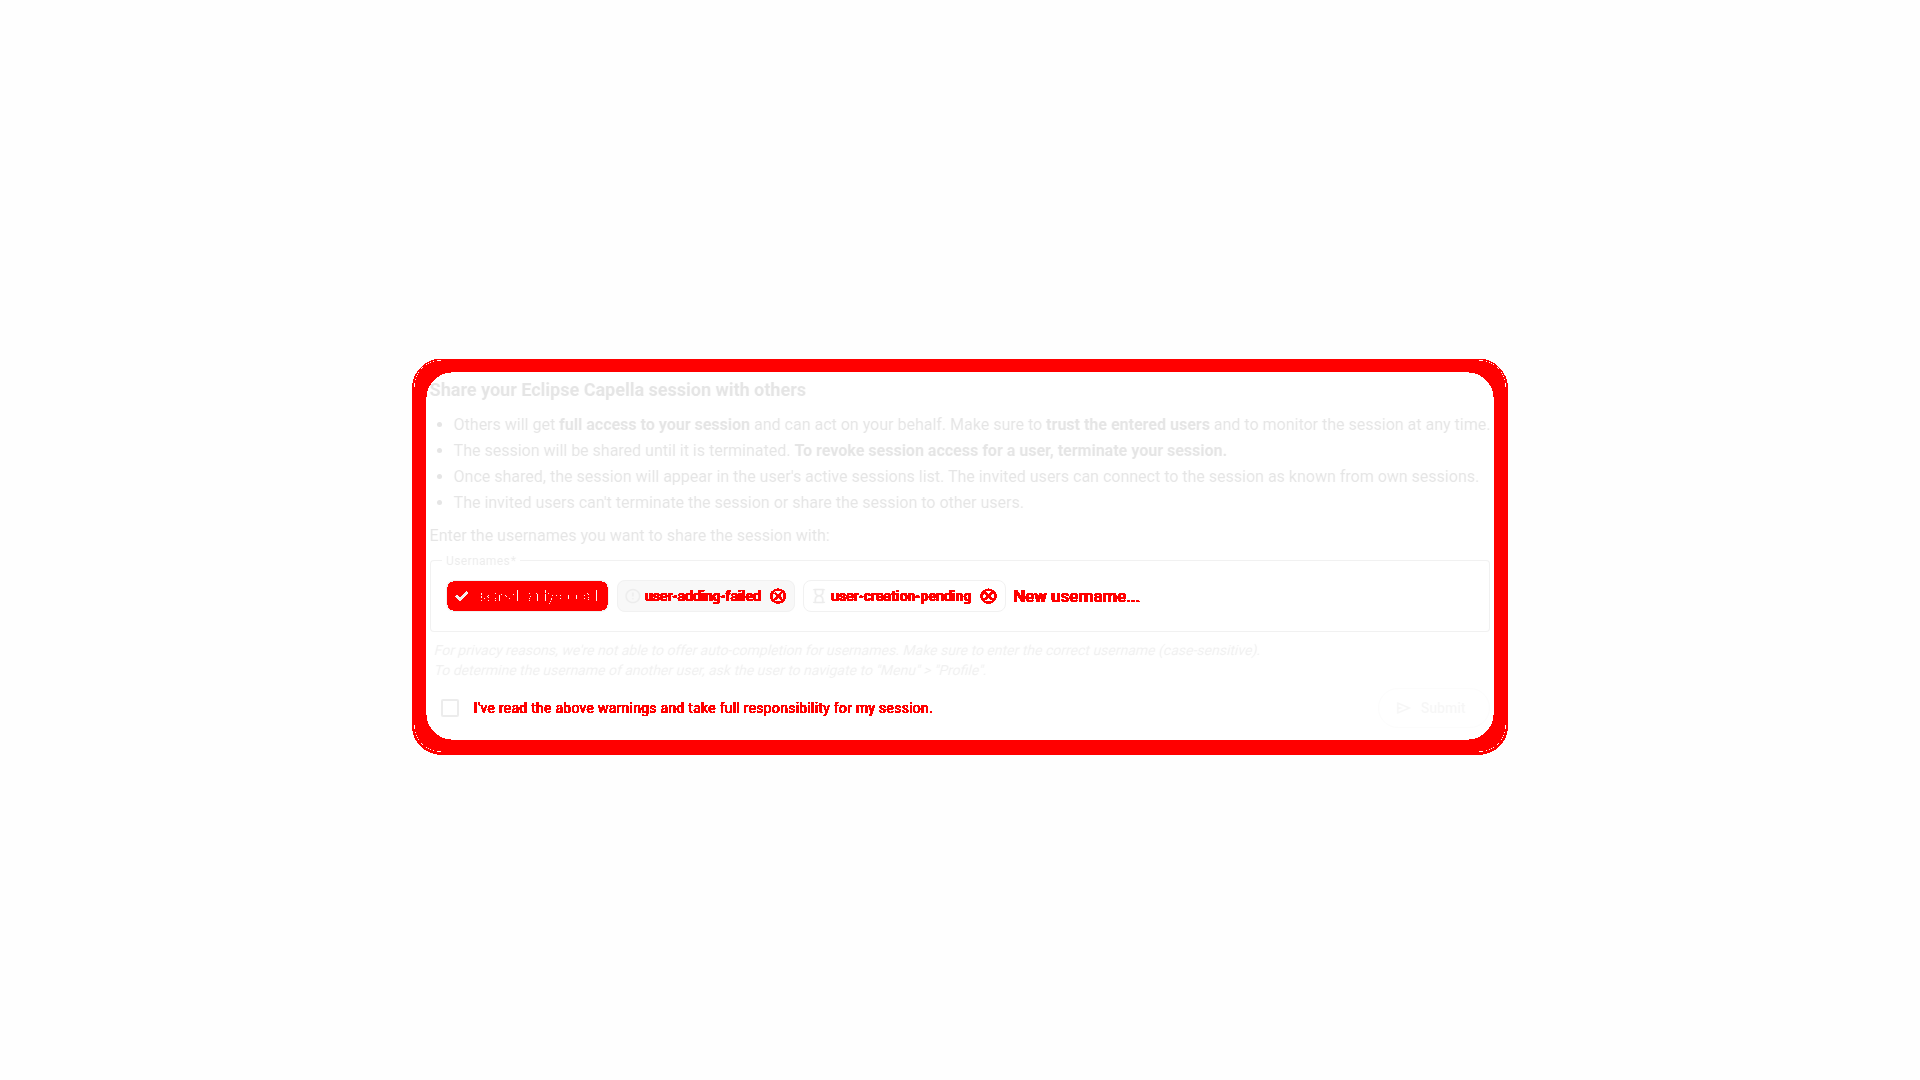 Share your Eclipse Capella session with others
Others will get full access to your session and can act on your behalf. Make sure to trust the entered users and to monitor the session at any time.
The session will be shared until it is terminated. To revoke session access for a user, terminate your session.
Once shared, the session will appear in the user's active sessions list. The invited users can connect to the session as known from own sessions.
The invited users can't terminate the session or share the session to other users.
Enter the usernames you want to share the session with:
Usernames*
user-adding-failed user-creation-pending New username...
For privacy reasons, we're not able to offer auto-completion for usernames. Make sure to enter the correct username (case-sensitive).
To determine the username of another user, ask the user to navigate to "Menu" > "Profile".
I've read the above warnings and take full responsibility for my session. Submit